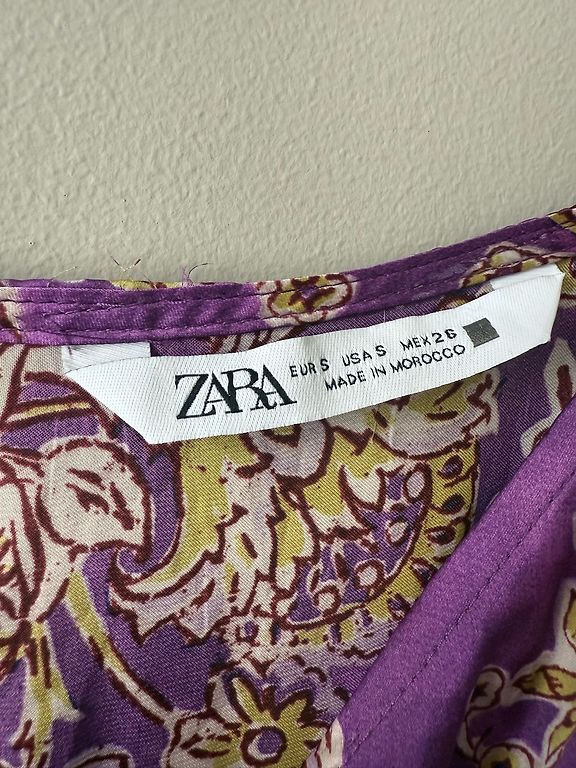 ZARA
EUR S USA S MEX 26
MADE IN MOROCCO